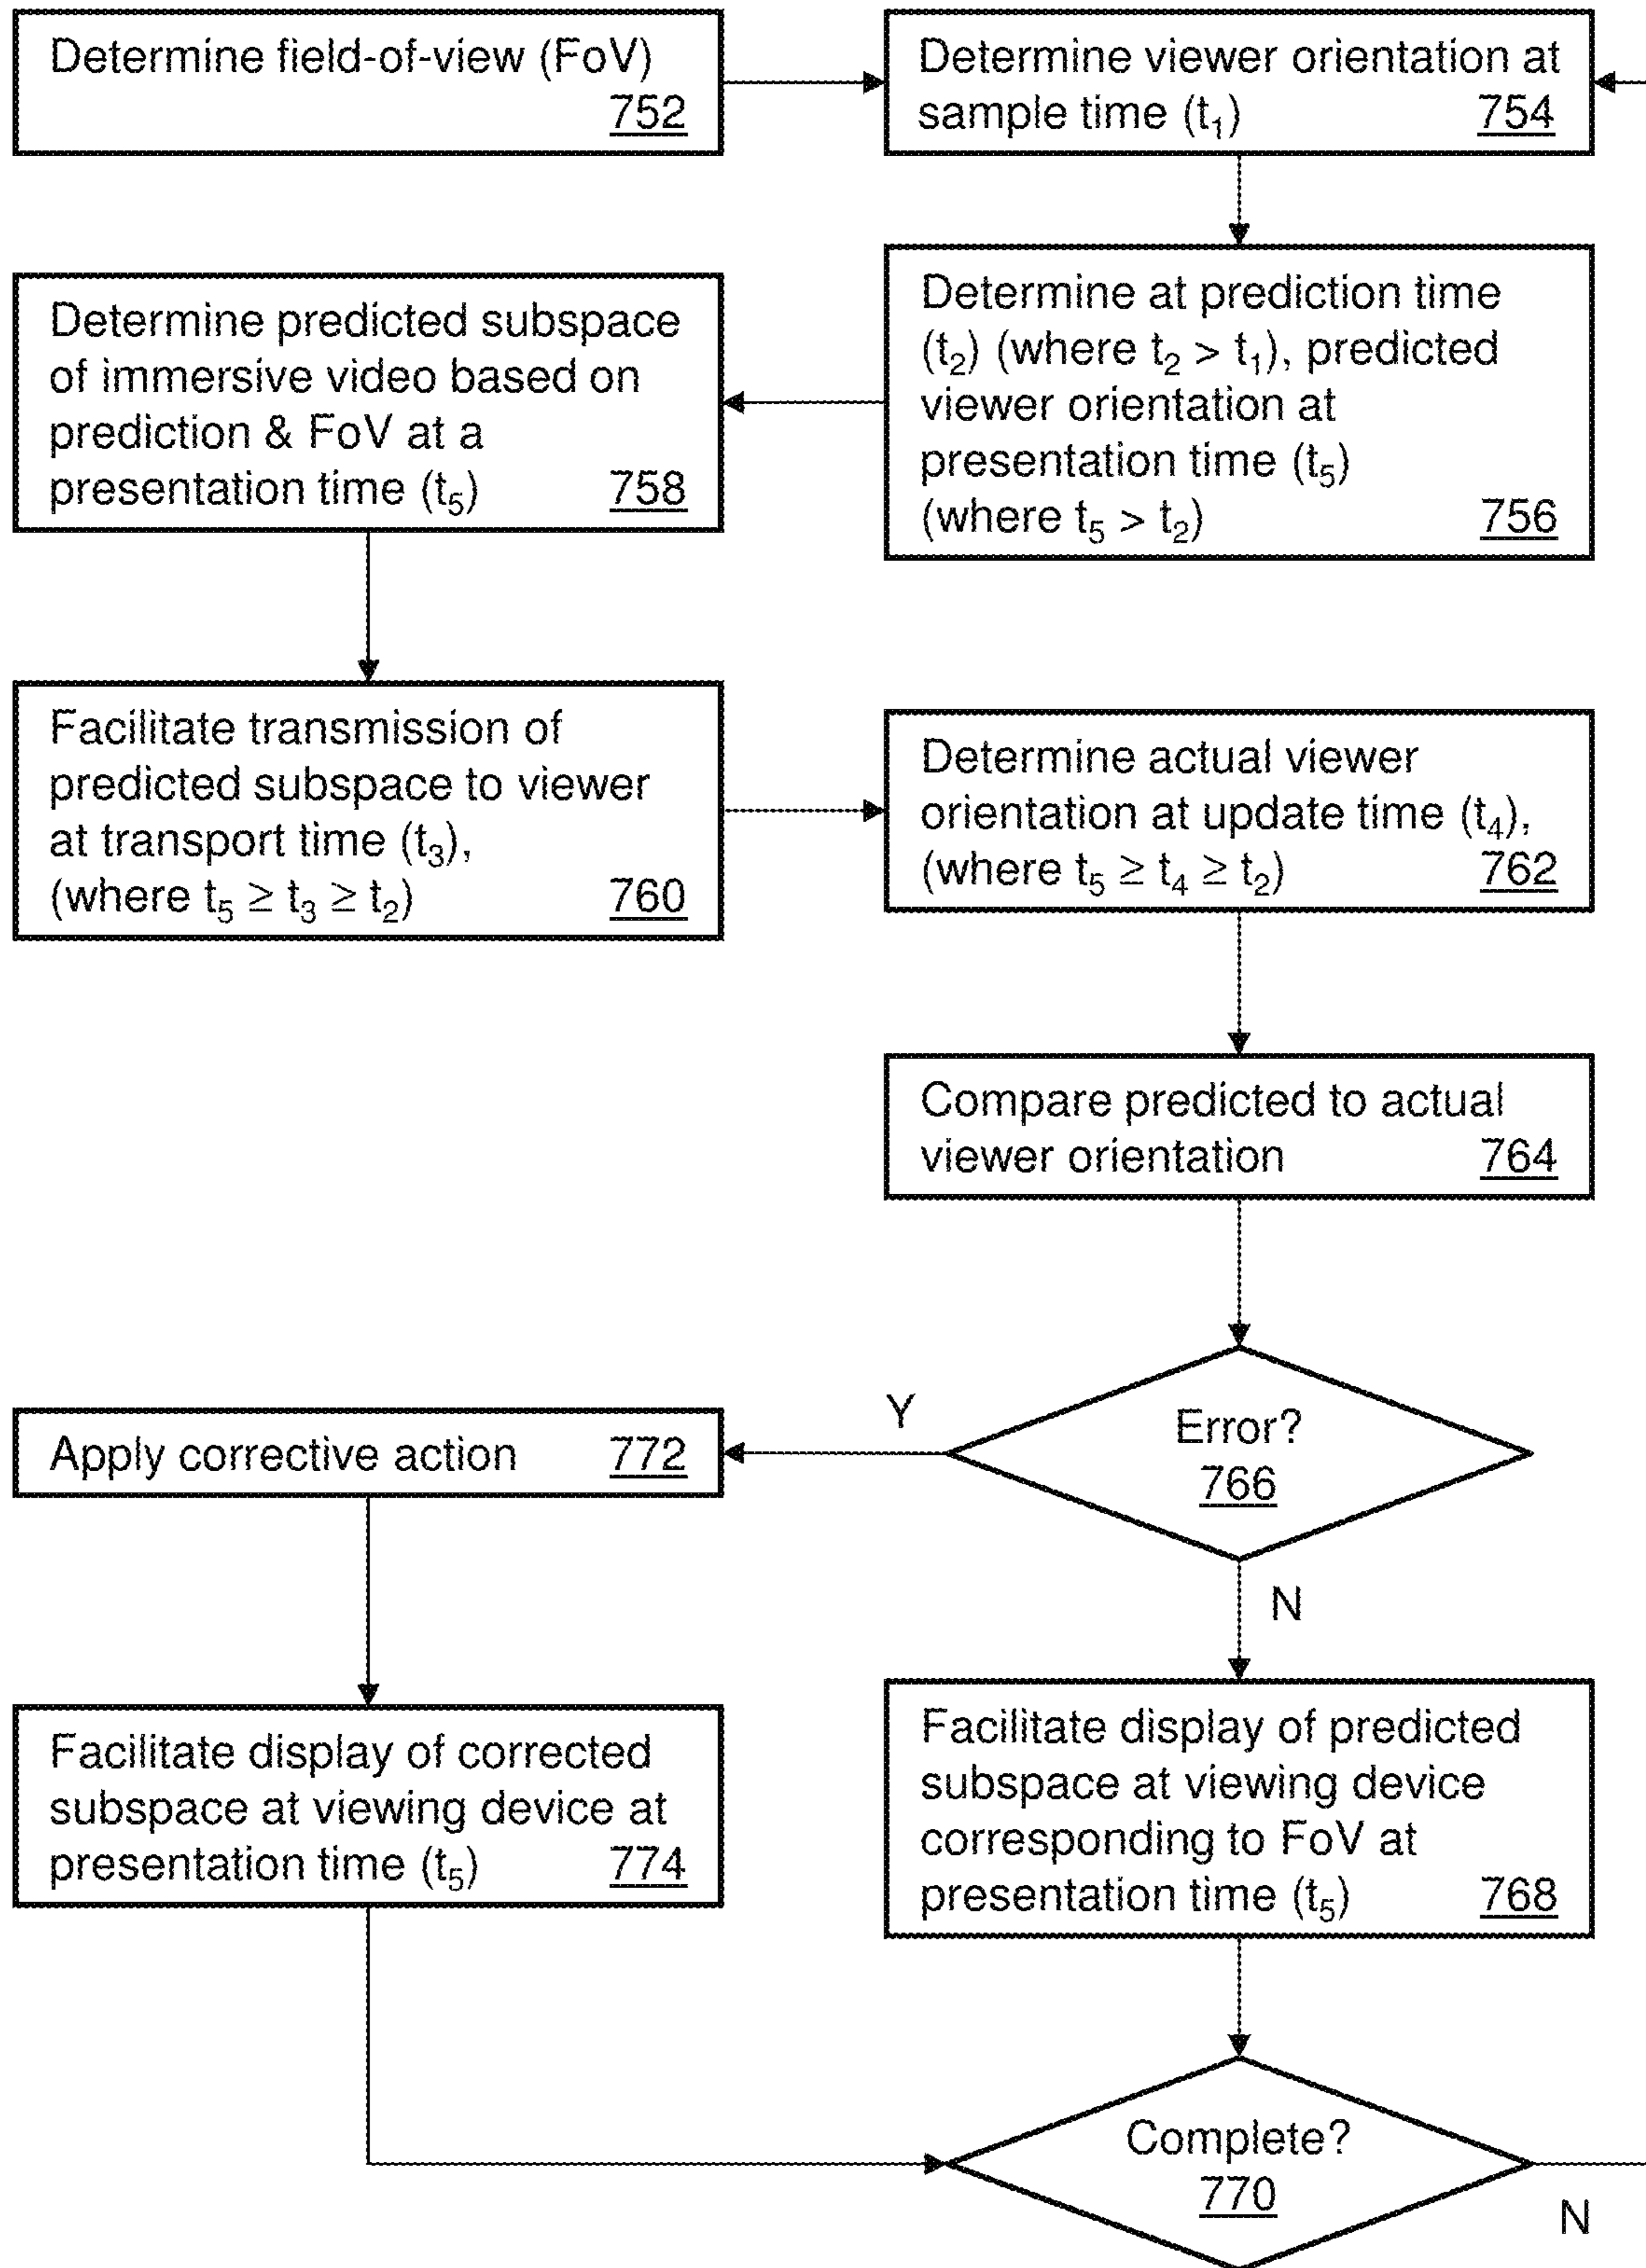 Determine field-of-view (FoV)
752
Determine viewer orientation at
sample time (t₁) 754
Determine at prediction time
(t₂) (where t₂ > t₁), predicted
viewer orientation at
presentation time (t₅)
(where t₅ > t₂) 756
Determine predicted subspace
of immersive video based on
prediction & FoV at a
presentation time (t₅) 758
Facilitate transmission of
predicted subspace to viewer
at transport time (t₃),
(where t₅ ≥ t₃ ≥ t₂) 760
Determine actual viewer
orientation at update time (t₄),
(where t₅ ≥ t₄ ≥ t₂) 762
Compare predicted to actual
viewer orientation 764
Error?
766
Y
N
Apply corrective action 772
Facilitate display of corrected
subspace at viewing device at
presentation time (t₅) 774
Facilitate display of predicted
subspace at viewing device
corresponding to FoV at
presentation time (t₅) 768
Complete?
770
N